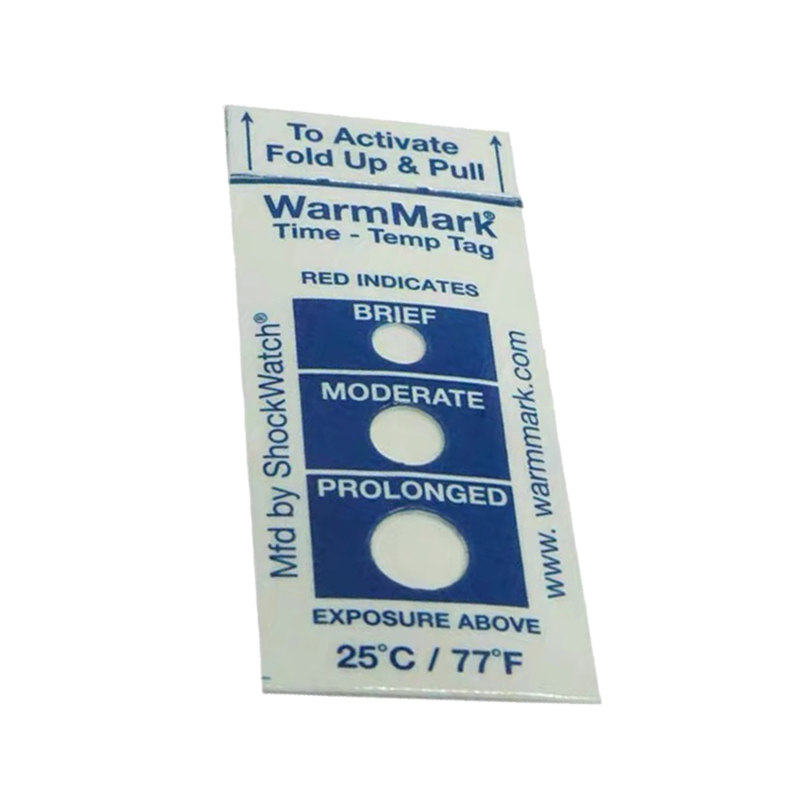 To Activate
Fold Up & Pull
WarmMark®
Time - Temp Tag
RED INDICATES
BRIEF
MODERATE
PROLONGED
EXPOSURE ABOVE
25°C / 77°F
Mfd by ShockWatch®
www. warmmark.com